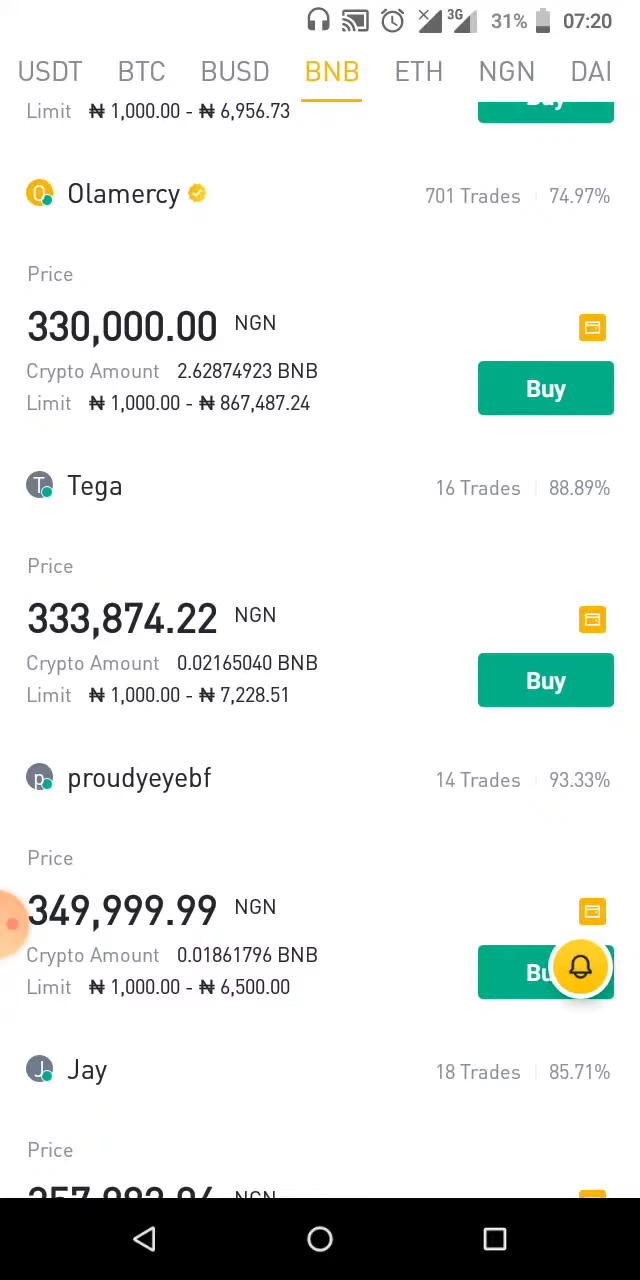 3G 31% 07:20
USDT BTC BUSD BNB ETH NGN DAI
Limit ₦ 1,000.00 - ₦ 6,956.73 Buy
Olamercy 701 Trades 74.97%
Price
330,000.00 NGN
Crypto Amount 2.62874923 BNB
Limit ₦ 1,000.00 - ₦ 867,487.24
Buy
Tega 16 Trades 88.89%
Price
333,874.22 NGN
Crypto Amount 0.02165040 BNB
Limit ₦ 1,000.00 - ₦ 7,228.51
Buy
proudyeyebf 14 Trades 93.33%
Price
349,999.99 NGN
Crypto Amount 0.01861796 BNB
Limit ₦ 1,000.00 - ₦ 6,500.00
Bu
Jay 18 Trades 85.71%
Price
NGN